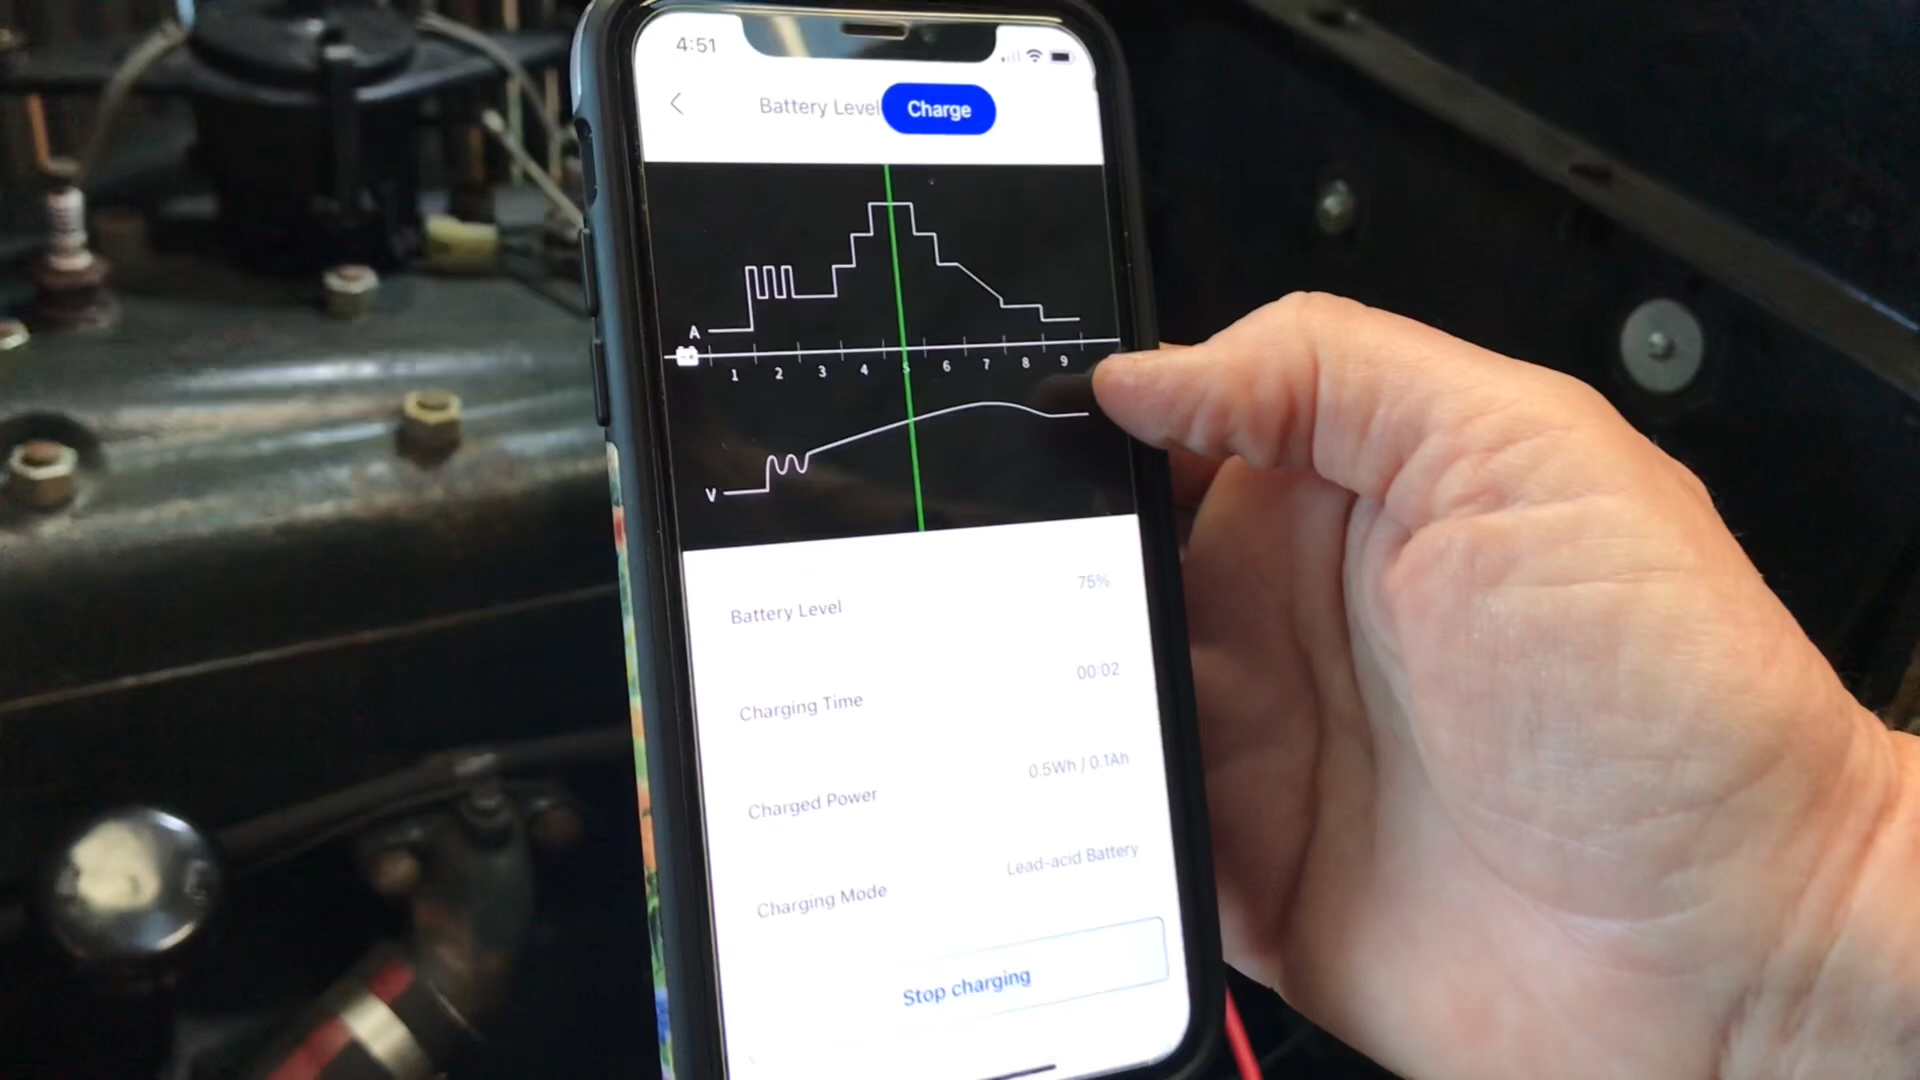 4:51
Battery Level Charge
A
1 2 3 4 5 6 7 8 9
V
Battery Level 75%
Charging Time 00:02
Charged Power 0.5Wh / 0.1Ah
Charging Mode Lead-acid Battery
Stop charging